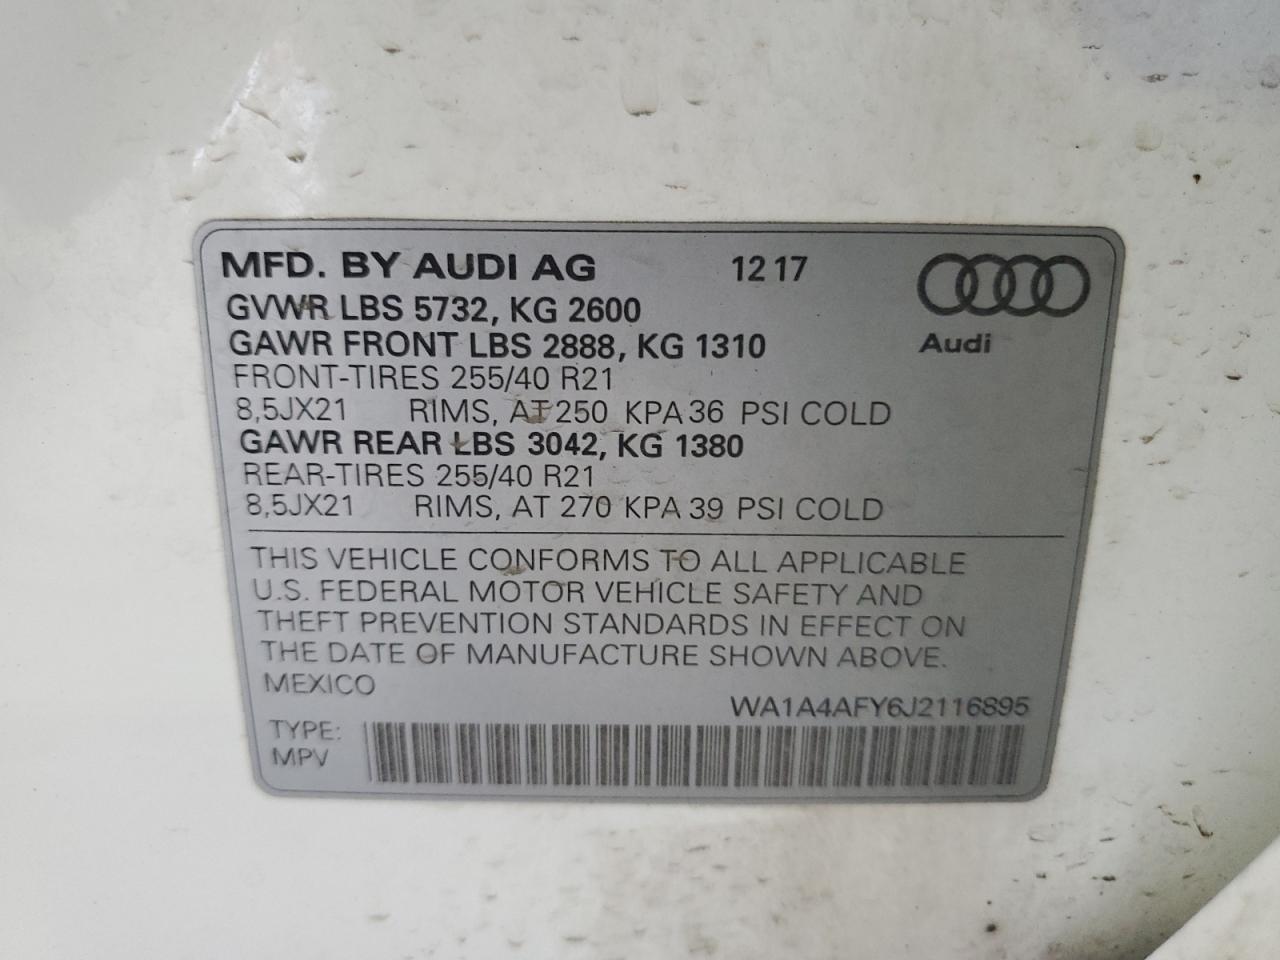 MFD. BY AUDI AG 12 17
GVWR LBS 5732, KG 2600
GAWR FRONT LBS 2888, KG 1310
Audi
FRONT-TIRES 255/40 R21
8,5JX21 RIMS, AT 250 KPA 36 PSI COLD
GAWR REAR LBS 3042, KG 1380
REAR-TIRES 255/40 R21
8,5JX21 RIMS, AT 270 KPA 39 PSI COLD
THIS VEHICLE CONFORMS TO ALL APPLICABLE
U.S. FEDERAL MOTOR VEHICLE SAFETY AND
THEFT PREVENTION STANDARDS IN EFFECT ON
THE DATE OF MANUFACTURE SHOWN ABOVE.
MEXICO
WA1A4AFY6J2116895
TYPE:
MPV